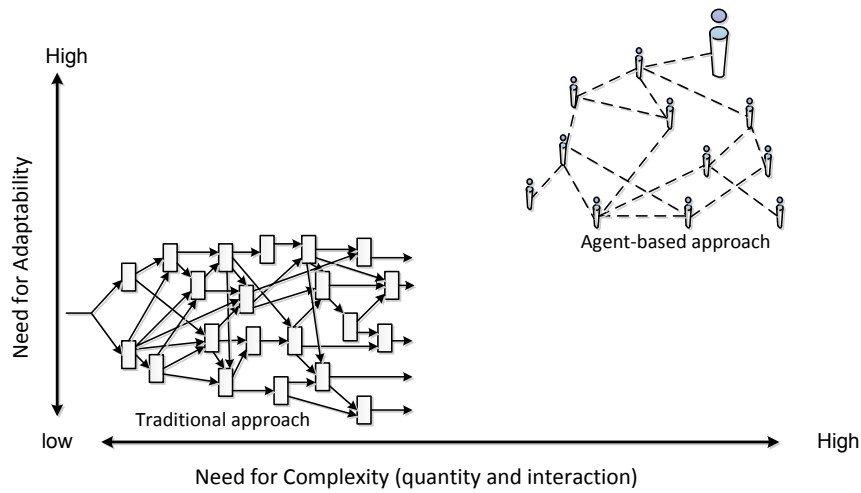 High
Need for Adaptability
Agent-based approach
Traditional approach
low
High
Need for Complexity (quantity and interaction)